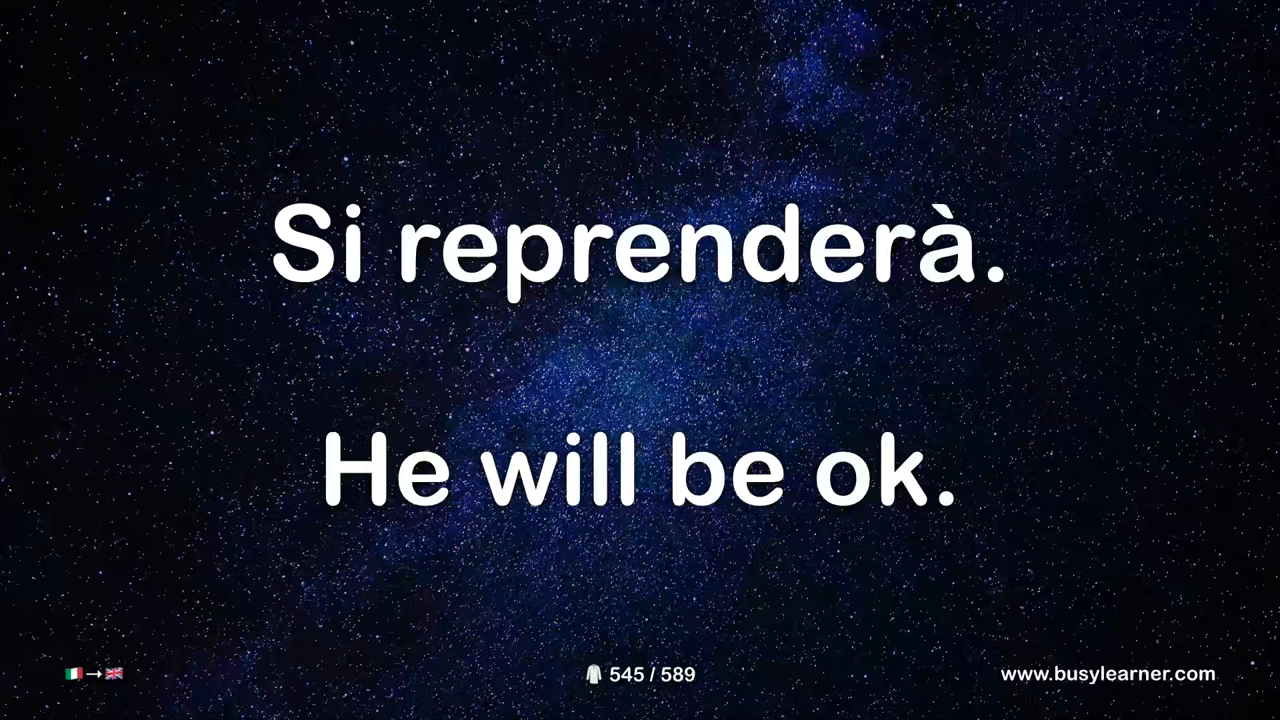 Si reprenderà.
He will be ok.
🇮🇹→🇬🇧 🥼 545 / 589 www.busylearner.com